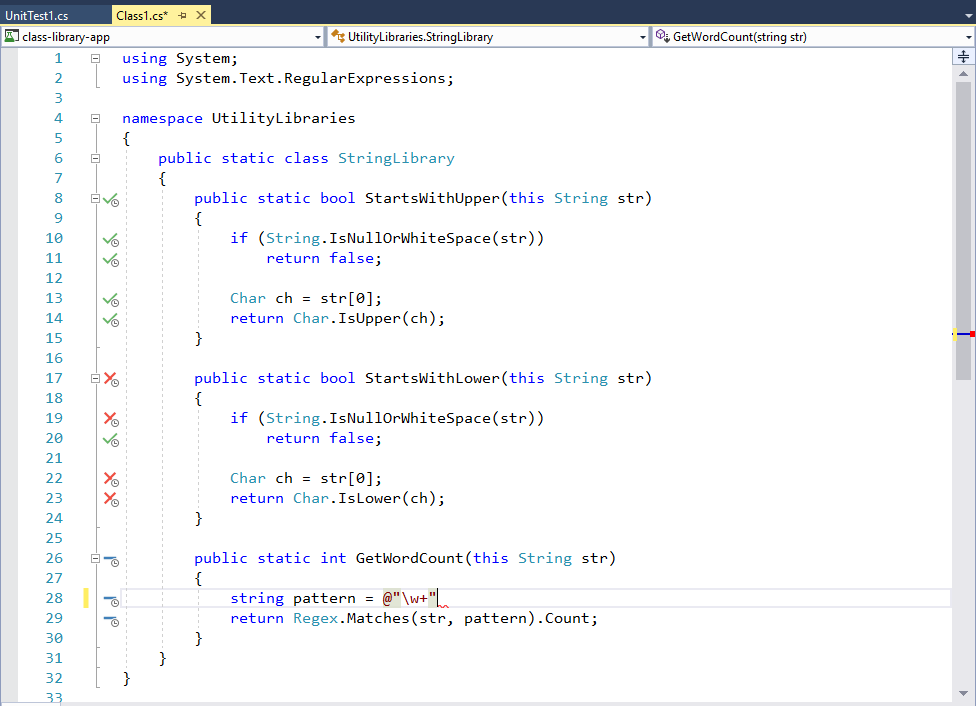 UnitTest1.cs Class1.cs*
class-library-app UtilityLibraries.StringLibrary GetWordCount(string str)
1 using System;
2 using System.Text.RegularExpressions;
3
4 namespace UtilityLibraries
5 {
6 public static class StringLibrary
7 {
8 public static bool StartsWithUpper(this String str)
9 {
10 if (String.IsNullOrWhiteSpace(str))
11 return false;
12
13 Char ch = str[0];
14 return Char.IsUpper(ch);
15 }
16
17 public static bool StartsWithLower(this String str)
18 {
19 if (String.IsNullOrWhiteSpace(str))
20 return false;
21
22 Char ch = str[0];
23 return Char.IsLower(ch);
24 }
25
26 public static int GetWordCount(this String str)
27 {
28 string pattern = @"\w+"
29 return Regex.Matches(str, pattern).Count;
30 }
31 }
32 }
33